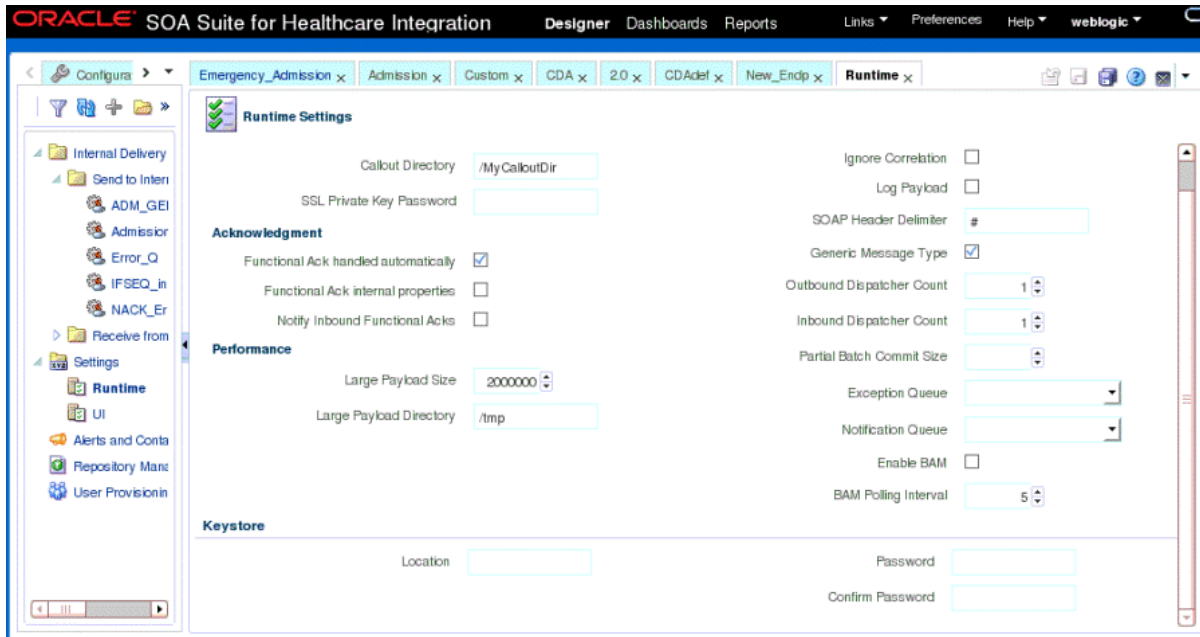 ORACLE SOA Suite for Healthcare Integration Designer Dashboards Reports Links Preferences Help weblogic
Configura Emergency_Admission x Admission x Custom x CDA x 2.0 x CDAdef x New_Endp x Runtime x
Runtime Settings
Internal Delivery
Send to Intern
ADM_GEI
Admissior
Error_Q
IFSEQ_in
NACK_Er
Receive from
Settings
Runtime
UI
Alerts and Conta
Repository Mana
User Provisionin
Callout Directory /MyCalloutDir
SSL Private Key Password
Acknowledgment
Functional Ack handled automatically
Functional Ack internal properties
Notify Inbound Functional Acks
Performance
Large Payload Size 2000000
Large Payload Directory /tmp
Ignore Correlation
Log Payload
SOAP Header Delimiter #
Generic Message Type
Outbound Dispatcher Count 1
Inbound Dispatcher Count 1
Partial Batch Commit Size
Exception Queue
Notification Queue
Enable BAM
BAM Polling Interval 5
Keystore
Location
Password
Confirm Password